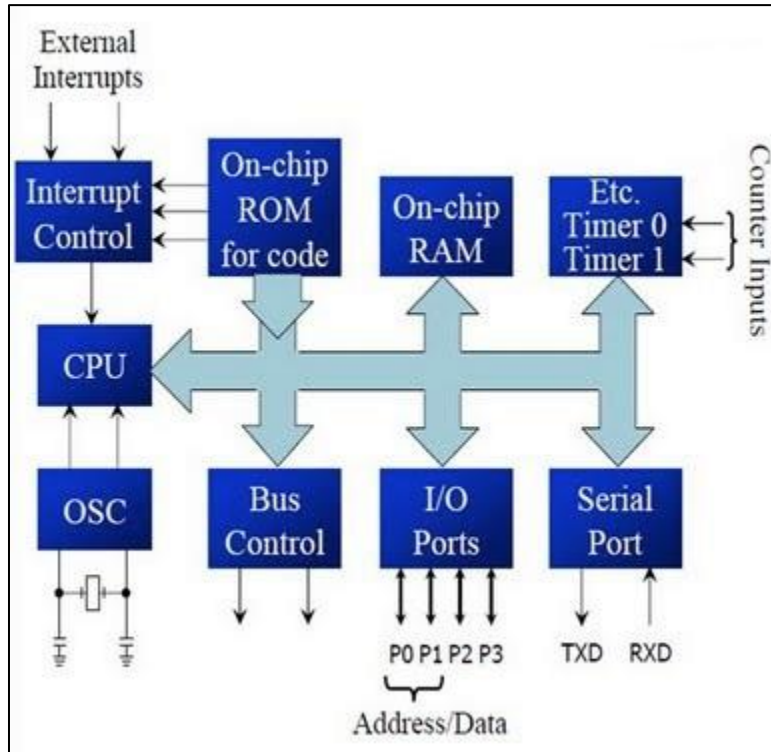 External
Interrupts
Interrupt
Control
On-chip
ROM
for code
On-chip
RAM
Etc.
Timer 0
Timer 1
Counter Inputs
CPU
OSC
Bus
Control
I/O
Ports
Serial
Port
P0 P1 P2 P3
TXD RXD
Address/Data